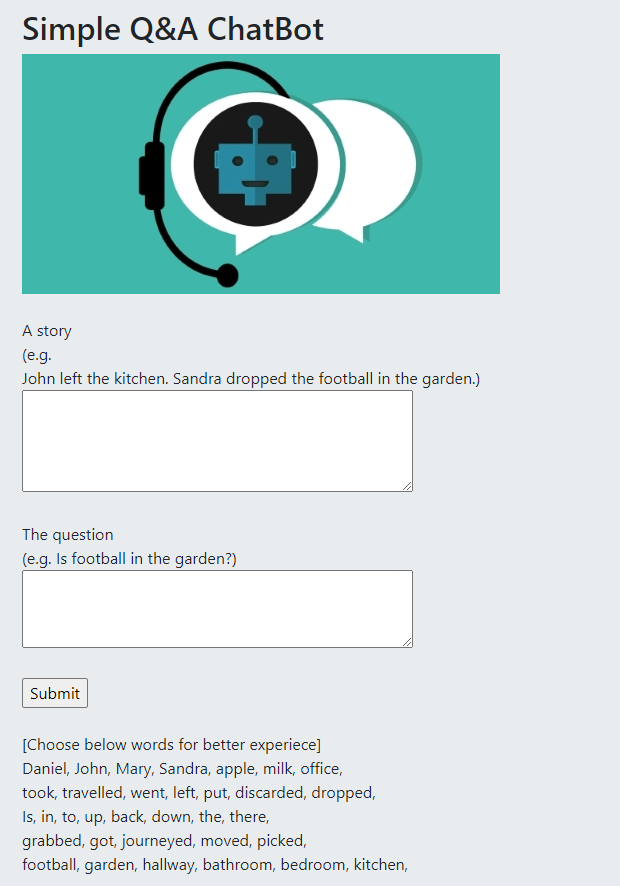 Simple Q&A ChatBot
A story
(e.g.
John left the kitchen. Sandra dropped the football in the garden.)
The question
(e.g. Is football in the garden?)
Submit
[Choose below words for better experiece]
Daniel, John, Mary, Sandra, apple, milk, office,
took, travelled, went, left, put, discarded, dropped,
Is, in, to, up, back, down, the, there,
grabbed, got, journeyed, moved, picked,
football, garden, hallway, bathroom, bedroom, kitchen,